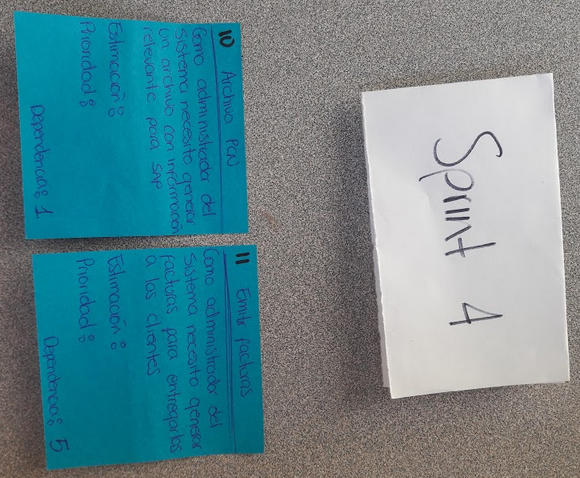 Sprint 4
10 Archivo PCN
Como administrador del
sistema necesito generar
un archivo con información
relevante para SAP
Estimación:
Prioridad:
Dependencias: 1
11 Emitir facturas
Como administrador del
sistema necesito generar
facturas para entregarlas
a los clientes
Estimación:
Prioridad:
Dependencias: 5